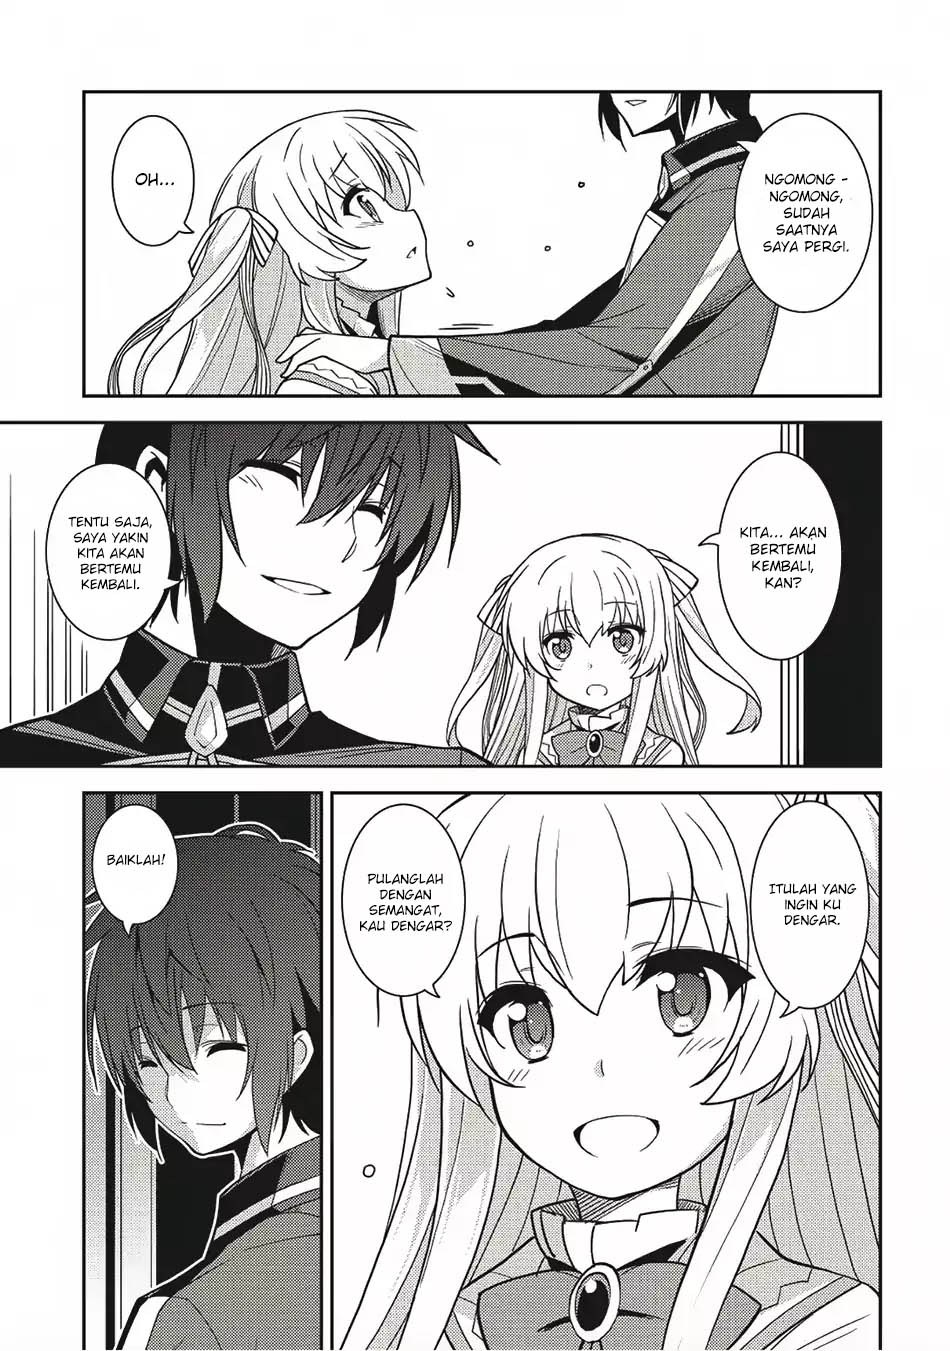 NGOMONG -
NGOMONG,
SUDAH
SAATNYA
SAYA PERGI.
OH...
KITA... AKAN
BERTEMU
KEMBALI,
KAN?
TENTU SAJA,
SAYA YAKIN
KITA AKAN
BERTEMU
KEMBALI.
ITULAH YANG
INGIN KU
DENGAR.
PULANGLAH
DENGAN
SEMANGAT,
KAU DENGAR?
BAIKLAH!